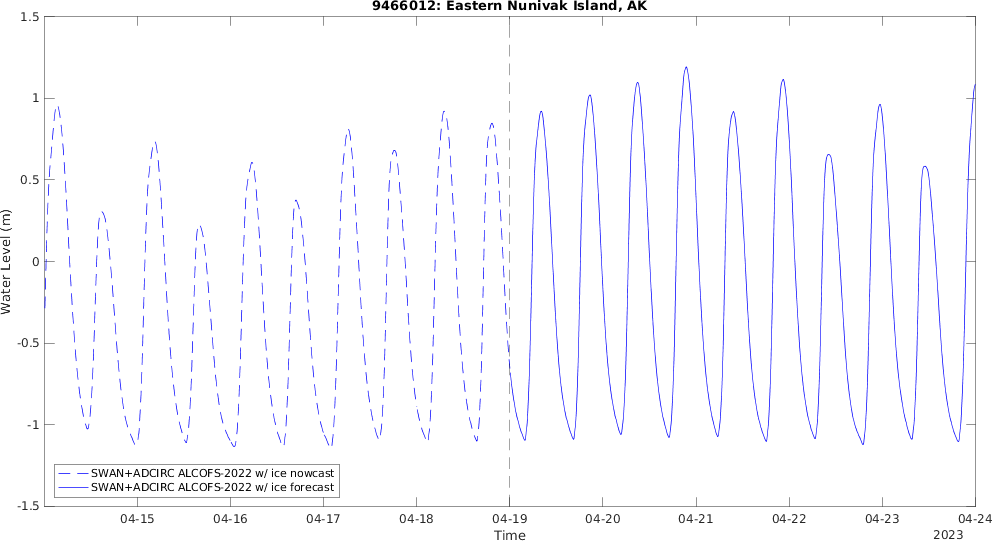 9466012: Eastern Nunivak Island, AK
1.5
1
0.5
0
-0.5
-1
-1.5
Water Level (m)
SWAN+ADCIRC ALCOFS-2022 w/ ice nowcast
SWAN+ADCIRC ALCOFS-2022 w/ ice forecast
04-15 04-16 04-17 04-18 04-19 04-20 04-21 04-22 04-23 04-24
Time
2023